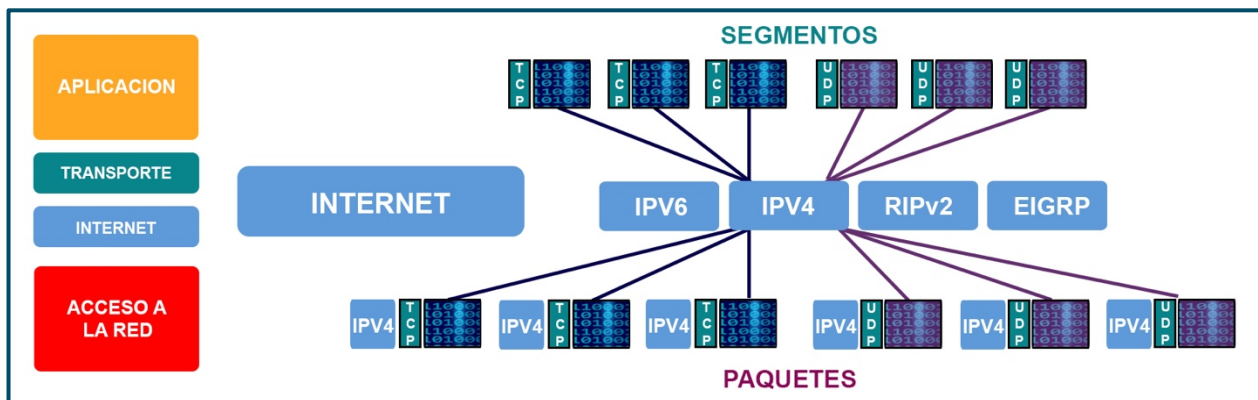 SEGMENTOS
APLICACION
TRANSPORTE
INTERNET
ACCESO A
LA RED
TCP
TCP
TCP
UDP
UDP
UDP
INTERNET
IPV6
IPV4
RIPv2
EIGRP
IPV4
TCP
IPV4
TCP
IPV4
TCP
IPV4
UDP
IPV4
UDP
IPV4
UDP
PAQUETES